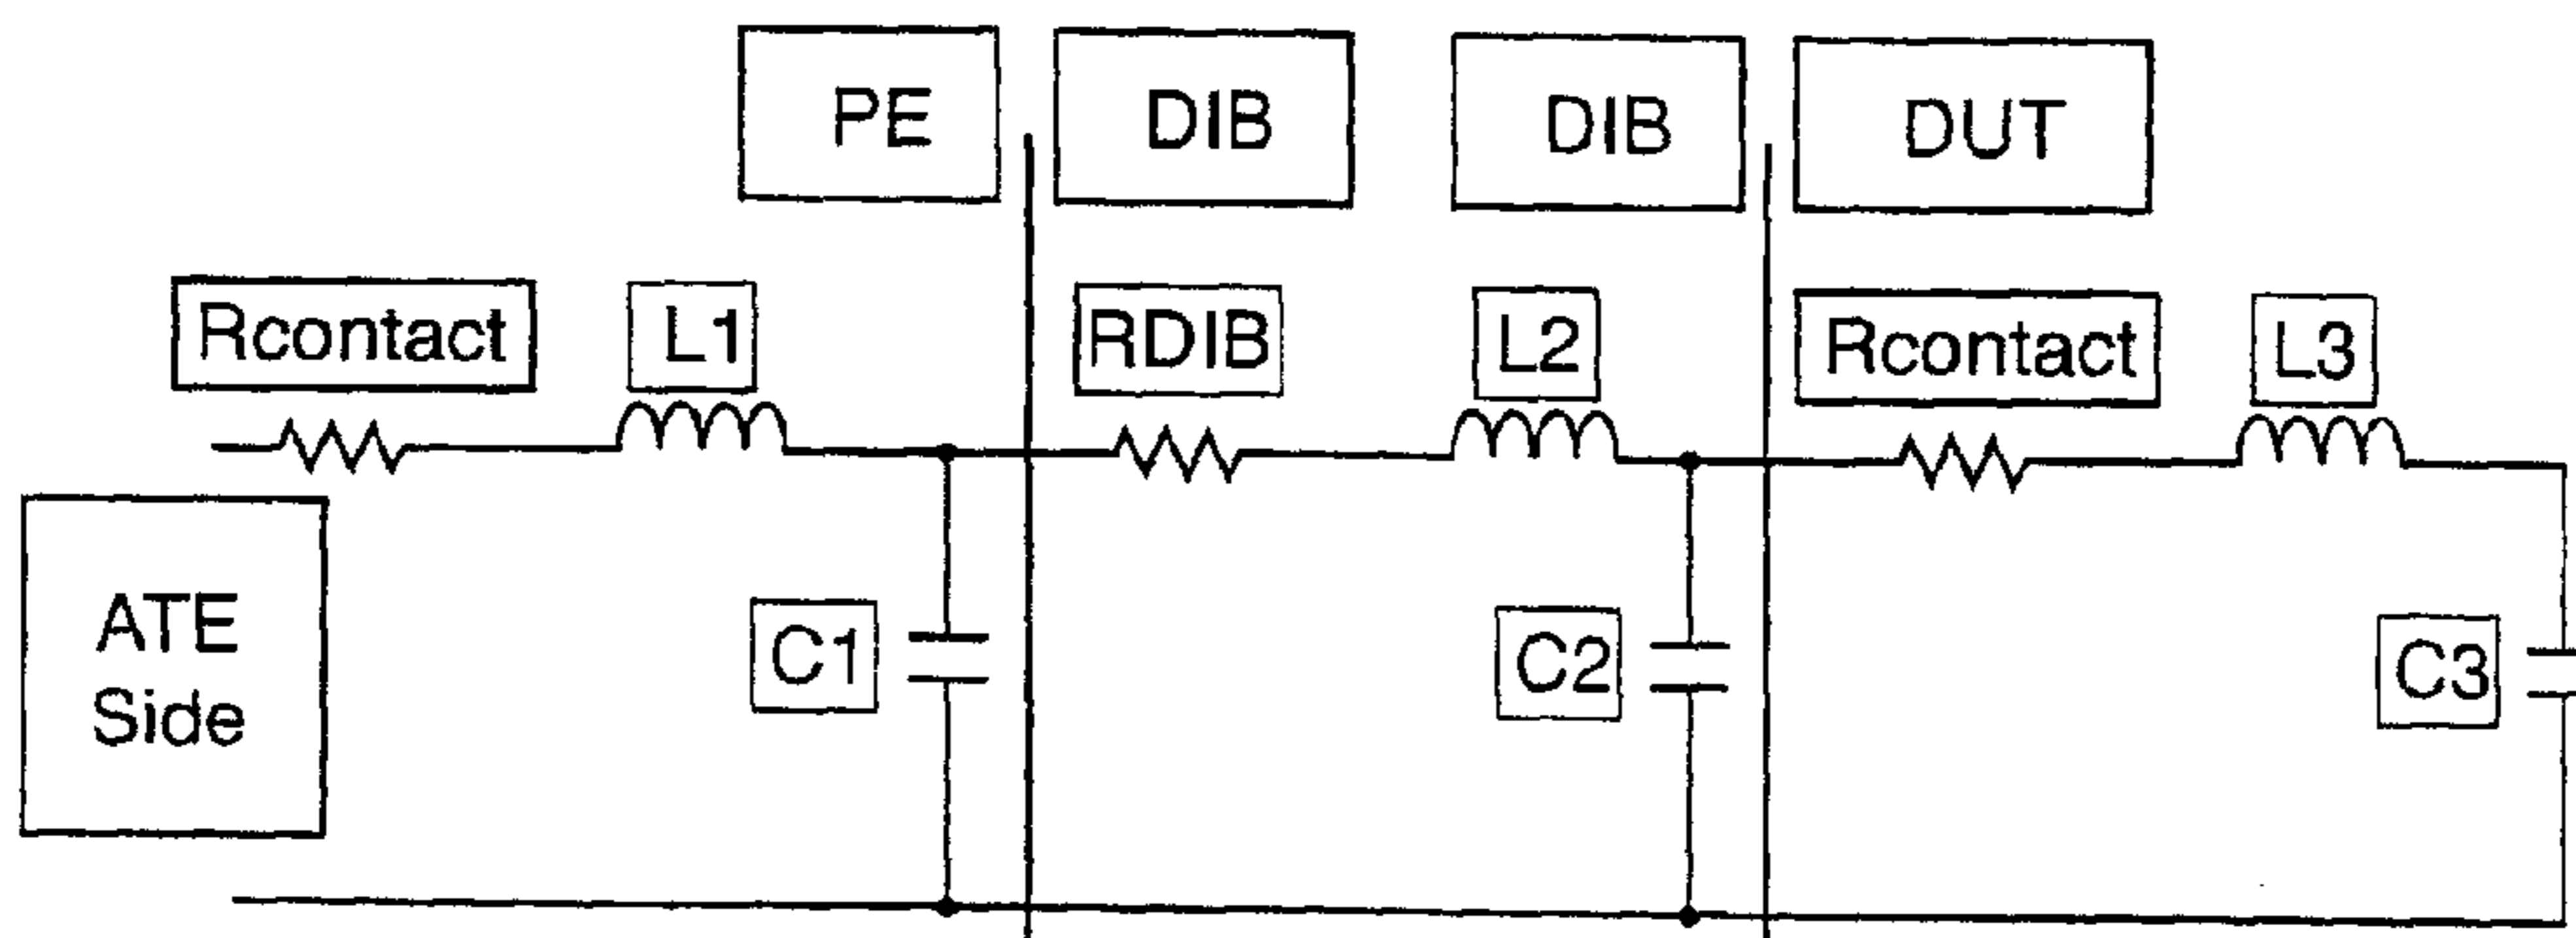 PE
DIB
DIB
DUT
Rcontact
L1
RDIB
L2
Rcontact
L3
ATE
Side
C1
C2
C3